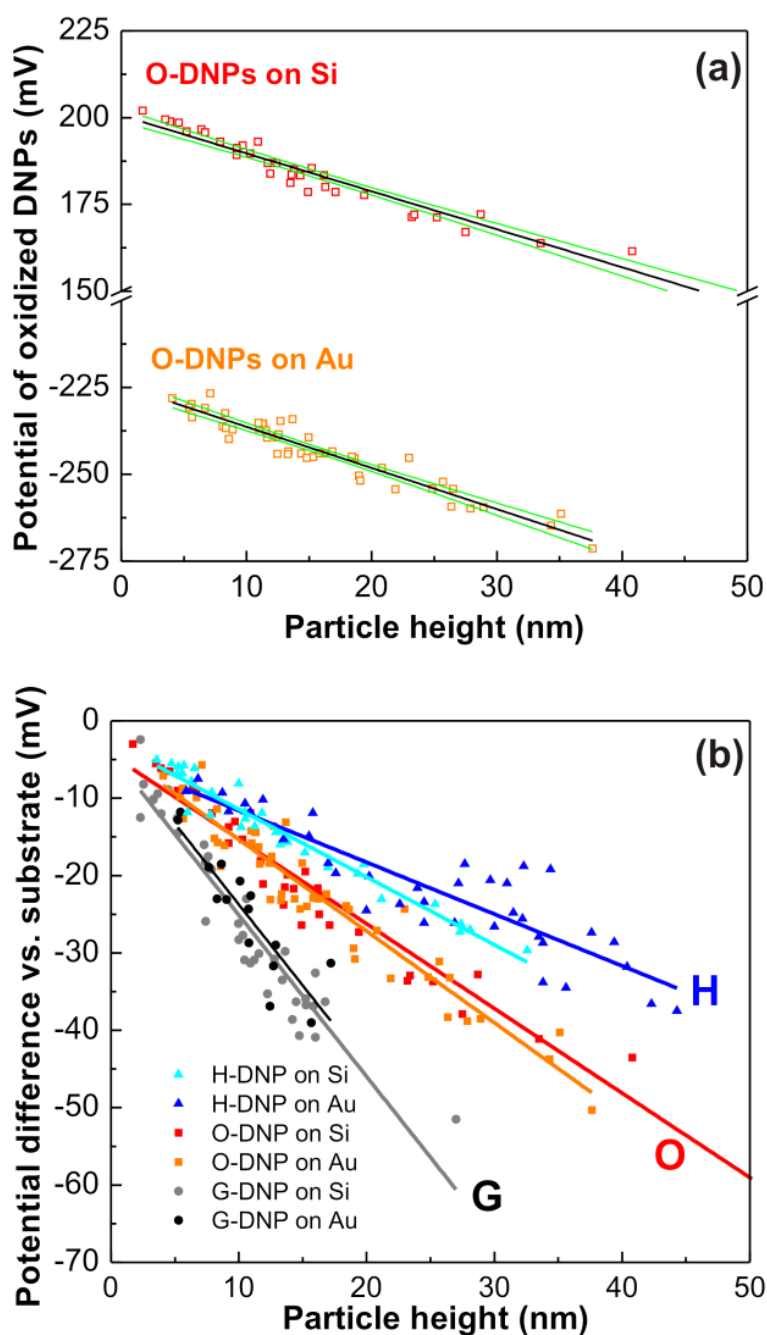 (a)
O-DNPs on Si
O-DNPs on Au
Potential of oxidized DNPs (mV)
225
200
175
150
-225
-250
-275
0 10 20 30 40 50
Particle height (nm)
(b)
Potential difference vs. substrate (mV)
0
-10
-20
-30
-40
-50
-60
-70
H
O
G
H-DNP on Si
H-DNP on Au
O-DNP on Si
O-DNP on Au
G-DNP on Si
G-DNP on Au
0 10 20 30 40 50
Particle height (nm)